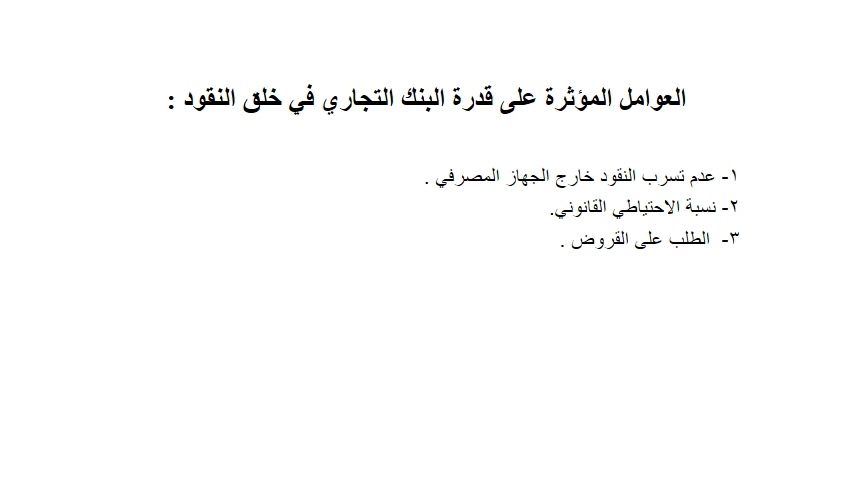 العوامل المؤثرة على قدرة البنك التجاري في خلق النقود :
١- عدم تسرب النقود خارج الجهاز المصرفي .
٢- نسبة الاحتياطي القانوني.
٣- الطلب على القروض .